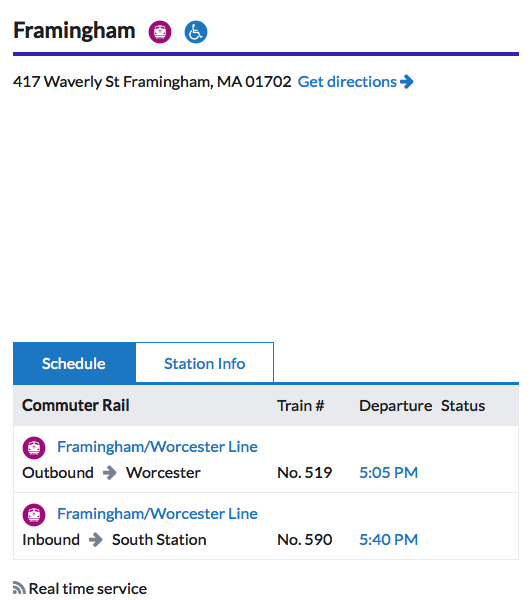 Framingham
417 Waverly St Framingham, MA 01702 Get directions
Schedule Station Info
Commuter Rail Train # Departure Status
Framingham/Worcester Line
Outbound Worcester No. 519 5:05 PM
Framingham/Worcester Line
Inbound South Station No. 590 5:40 PM
Real time service